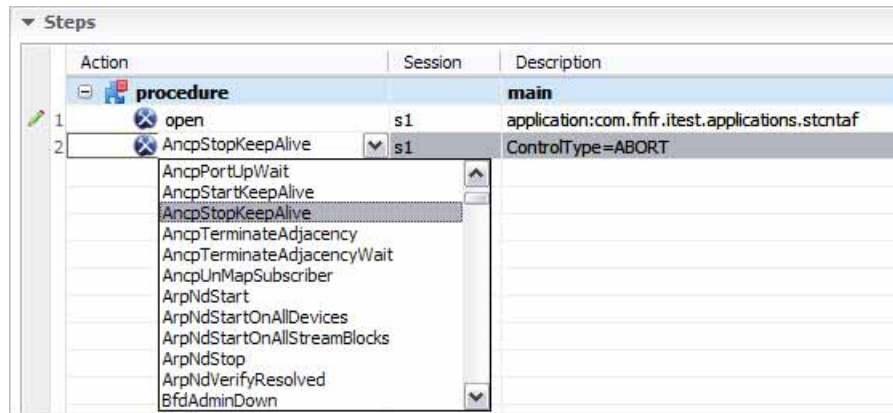 Steps
Action Session Description
procedure main
1 open s1 application:com.fnfr.itest.applications.stcntaf
2 AncpStopKeepAlive s1 ControlType=ABORT
AncpPortUpWait
AncpStartKeepAlive
AncpStopKeepAlive
AncpTerminateAdjacency
AncpTerminateAdjacencyWait
AncpUnMapSubscriber
ArpNdStart
ArpNdStartOnAllDevices
ArpNdStartOnAllStreamBlocks
ArpNdStop
ArpNdVerifyResolved
BfdAdminDown